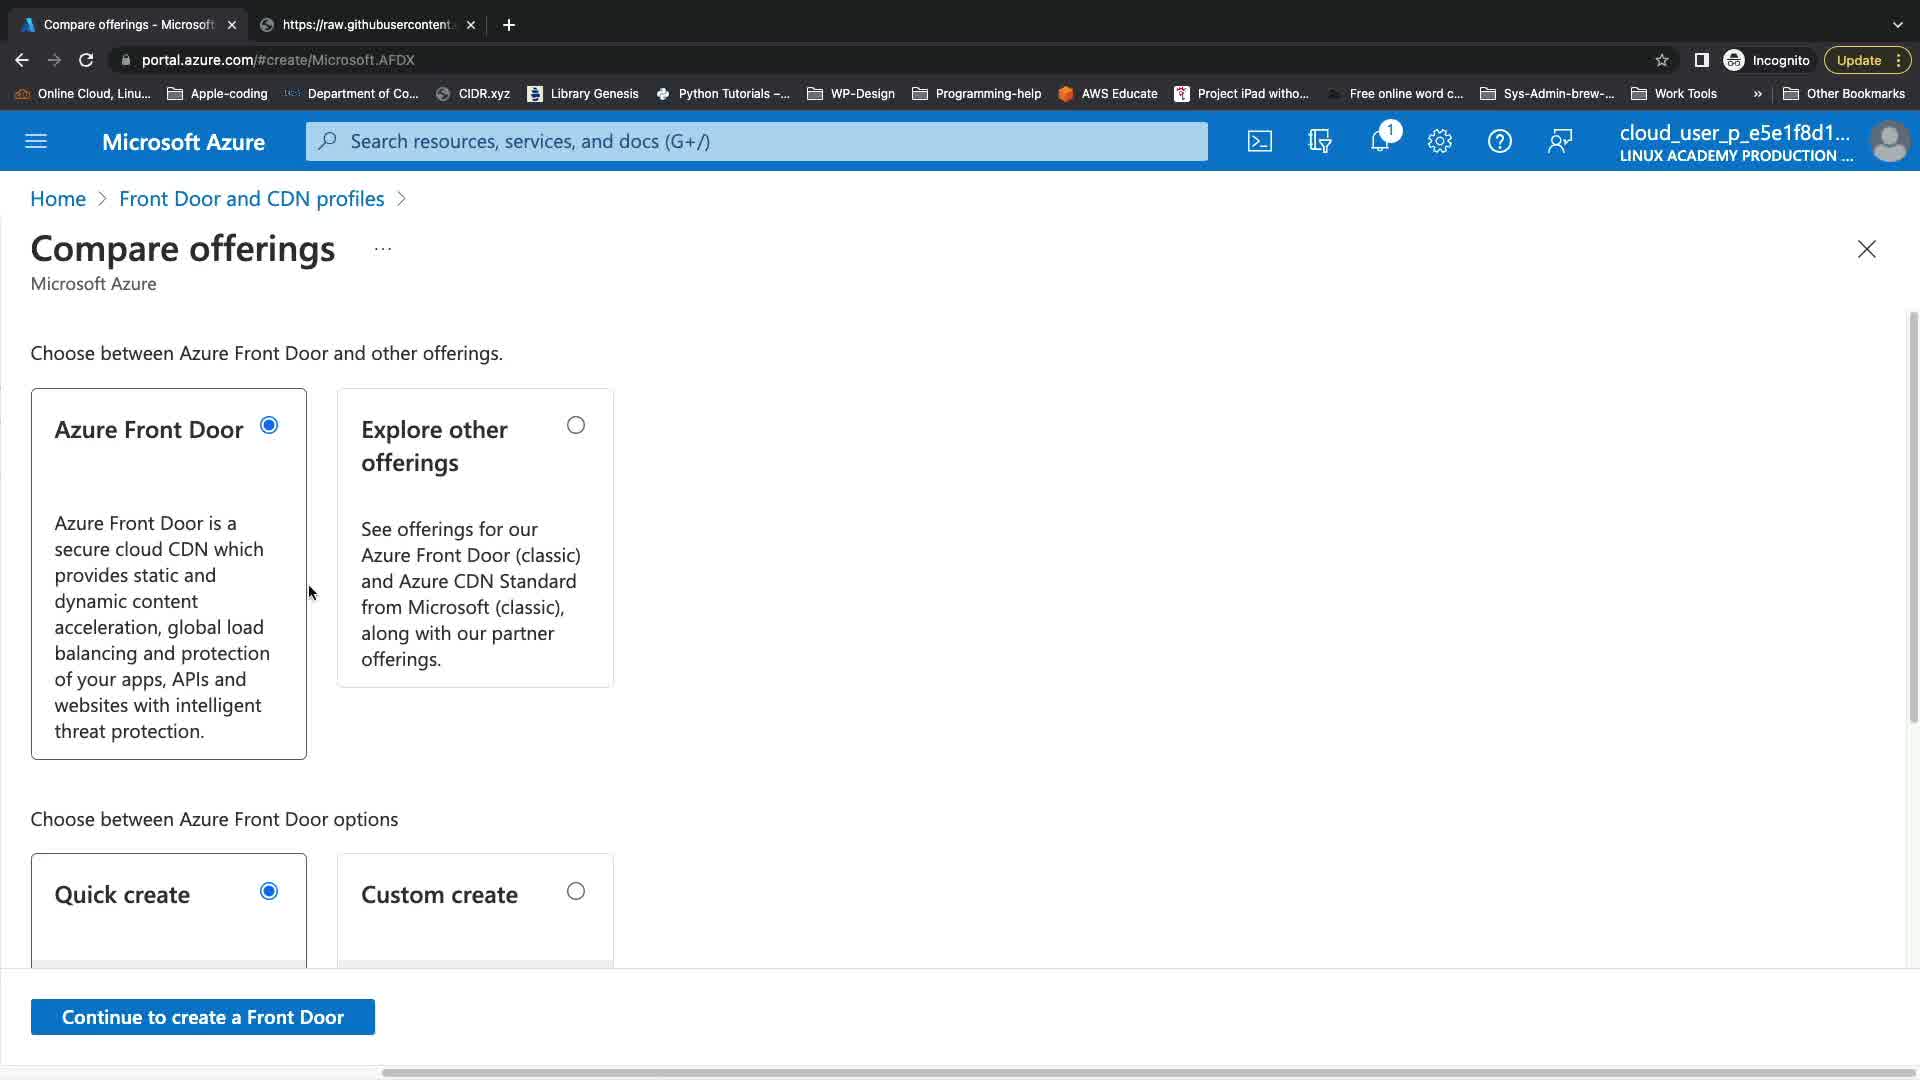 Compare offerings - Microsoft
https://raw.githubusercontent.
portal.azure.com/#create/Microsoft.AFDX
Incognito
Update
Online Cloud, Linu...
Apple-coding
Department of Co...
CIDR.xyz
Library Genesis
Python Tutorials –...
WP-Design
Programming-help
AWS Educate
Project iPad witho...
Free online word c...
Sys-Admin-brew-...
Work Tools
»
Other Bookmarks
Microsoft Azure
Search resources, services, and docs (G+/)
1
cloud_user_p_e5e1f8d1...
LINUX ACADEMY PRODUCTION ...
Home > Front Door and CDN profiles >
Compare offerings ...
Microsoft Azure
Choose between Azure Front Door and other offerings.
Azure Front Door
Azure Front Door is a
secure cloud CDN which
provides static and
dynamic content
acceleration, global load
balancing and protection
of your apps, APIs and
websites with intelligent
threat protection.
Explore other
offerings
See offerings for our
Azure Front Door (classic)
and Azure CDN Standard
from Microsoft (classic),
along with our partner
offerings.
Choose between Azure Front Door options
Quick create
Custom create
Continue to create a Front Door